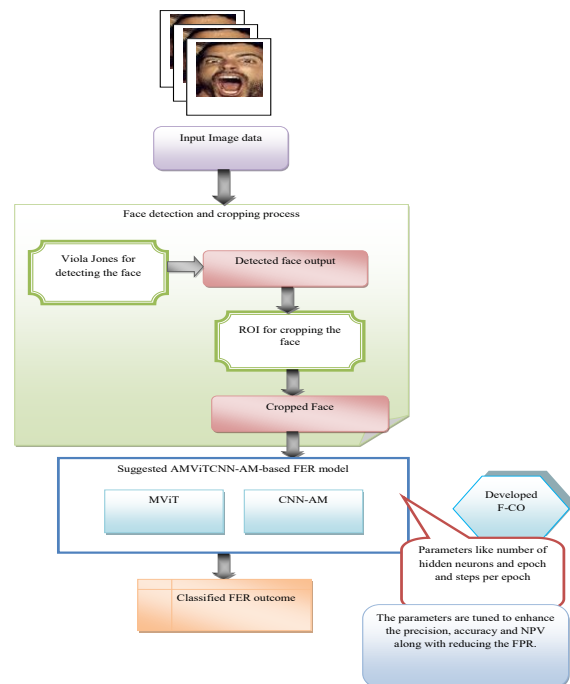 Input Image data
Face detection and cropping process
Viola Jones for
detecting the face
Detected face output
ROI for cropping the
face
Cropped Face
Suggested AMViTCNN-AM-based FER model
MViT
CNN-AM
Developed
F-CO
Parameters like number of
hidden neurons and epoch
and steps per epoch
Classified FER outcome
The parameters are tuned to enhance
the precision, accuracy and NPV
along with reducing the FPR.